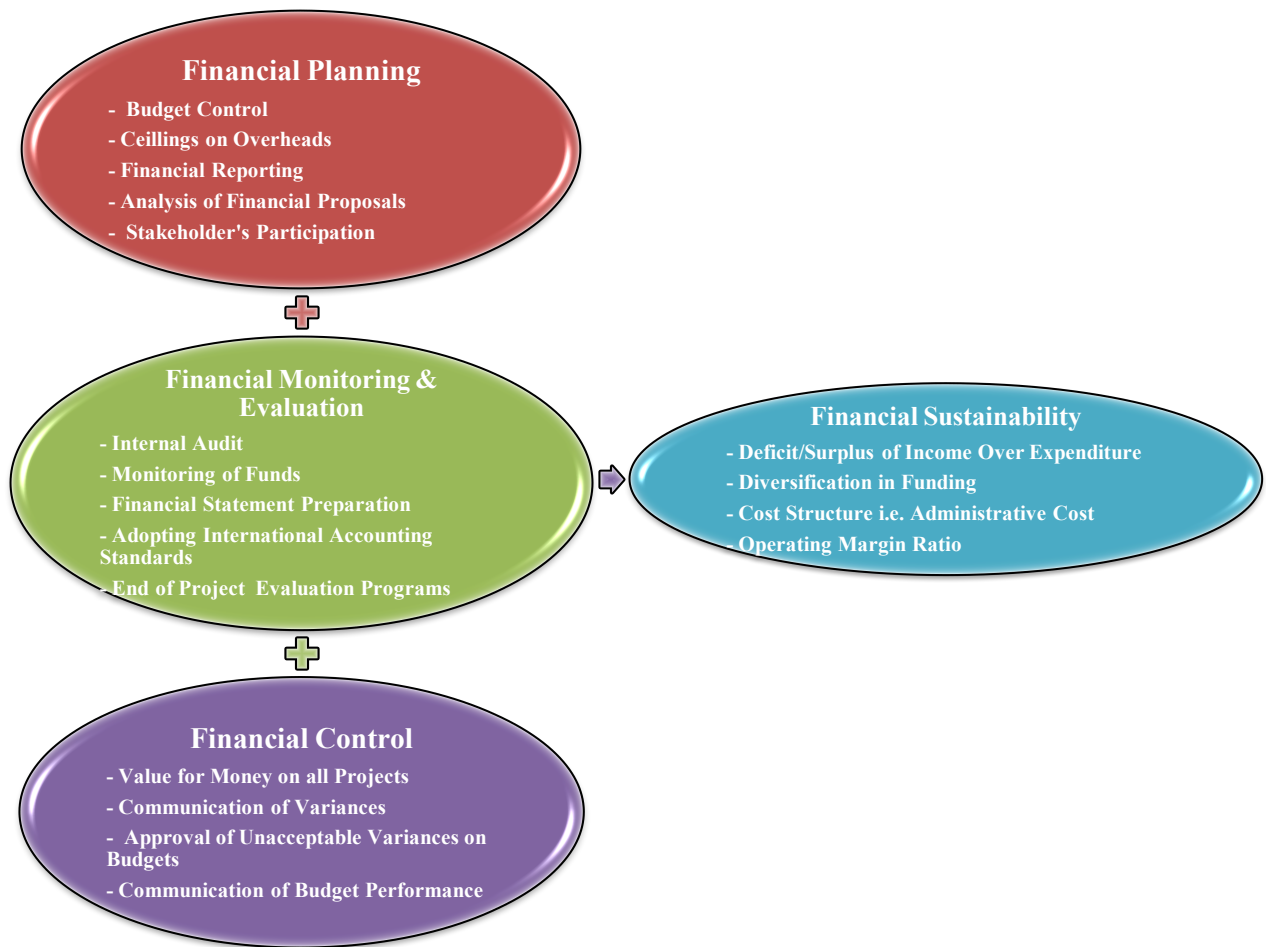 Financial Planning
- Budget Control
- Ceillings on Overheads
- Financial Reporting
- Analysis of Financial Proposals
- Stakeholder's Participation
Financial Monitoring &
Evaluation
- Internal Audit
- Monitoring of Funds
- Financial Statement Preparation
- Adopting International Accounting
Standards
- End of Project Evaluation Programs
Financial Control
- Value for Money on all Projects
- Communication of Variances
- Approval of Unacceptable Variances on
Budgets
- Communication of Budget Performance
Financial Sustainability
- Deficit/Surplus of Income Over Expenditure
- Diversification in Funding
- Cost Structure i.e. Administrative Cost
- Operating Margin Ratio